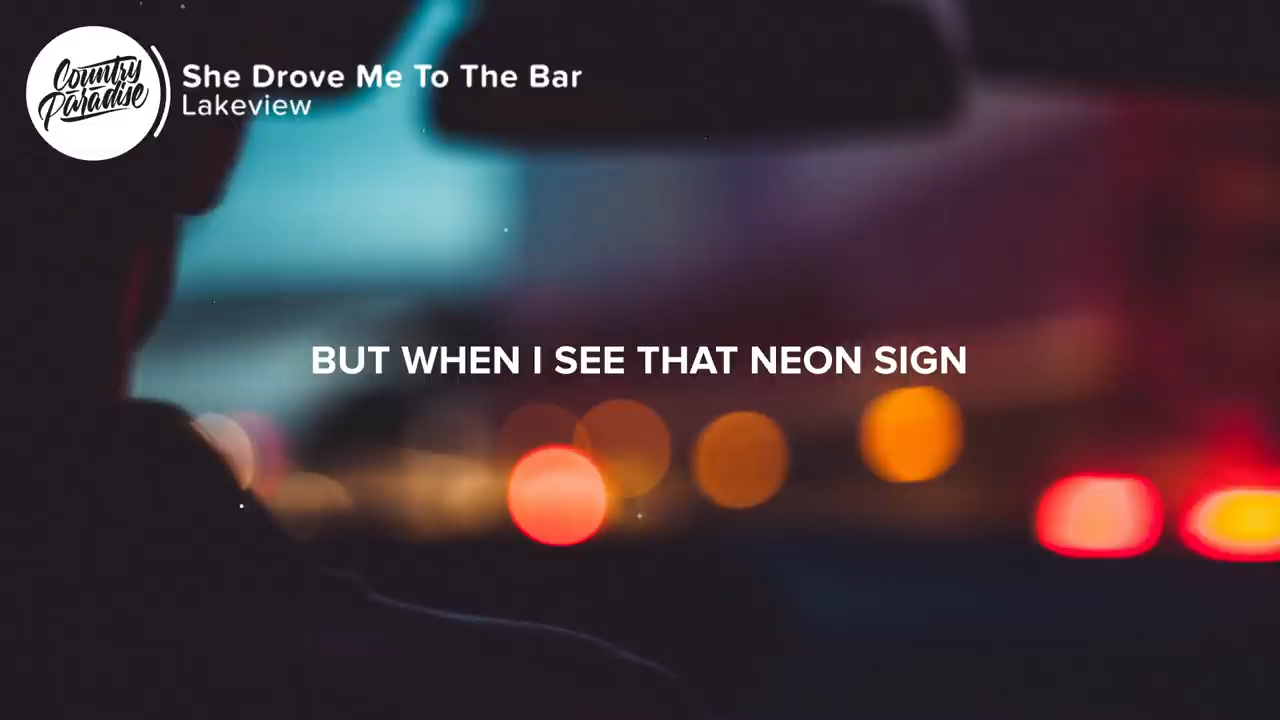 Country
Paradise
She Drove Me To The Bar
Lakeview
BUT WHEN I SEE THAT NEON SIGN